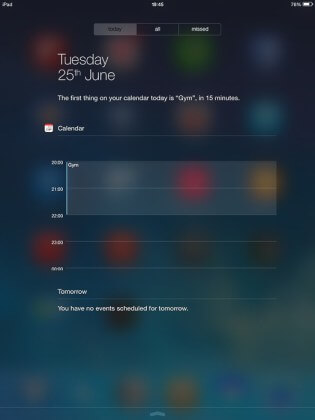 iPad 18:45 76%
today all missed
Tuesday
25th June
The first thing on your calendar today is "Gym", in 15 minutes.
Calendar
20:00
Gym
21:00
22:00
23:00
00:00
Tomorrow
You have no events scheduled for tomorrow.